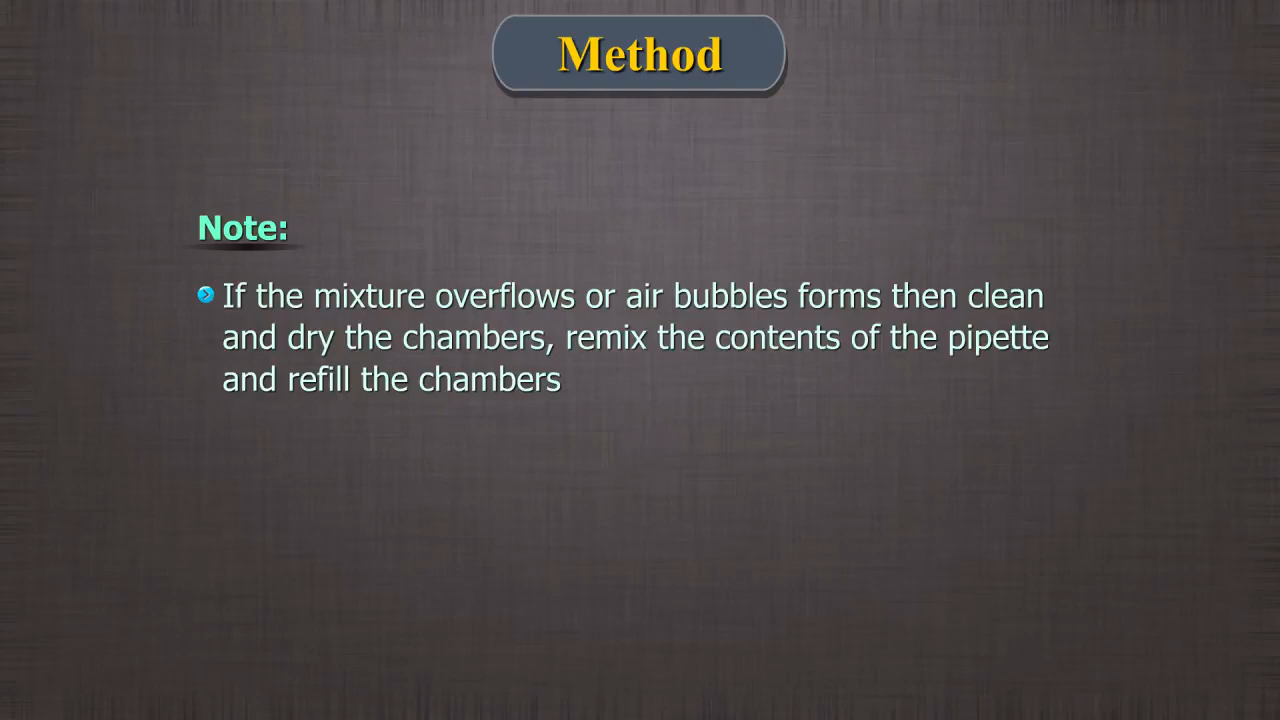 Method
Note:
If the mixture overflows or air bubbles forms then clean
and dry the chambers, remix the contents of the pipette
and refill the chambers